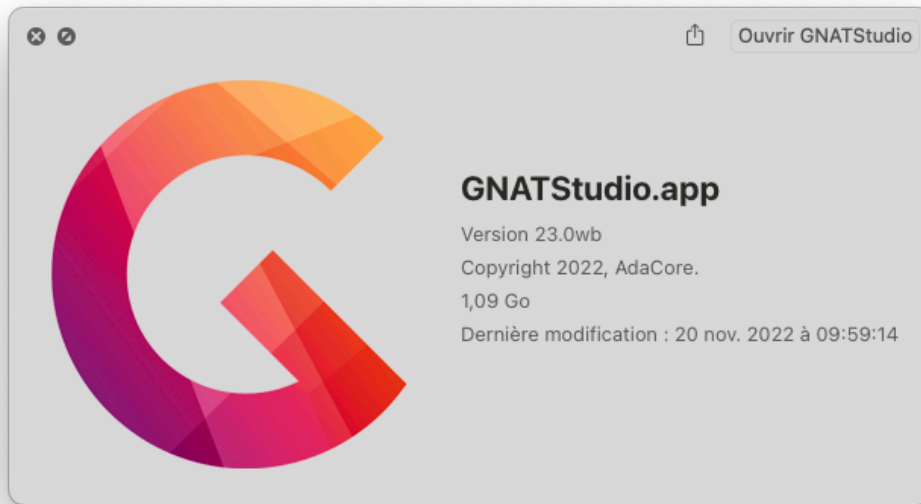 Ouvrir GNATStudio
GNATStudio.app
Version 23.0wb
Copyright 2022, AdaCore.
1,09 Go
Dernière modification : 20 nov. 2022 à 09:59:14